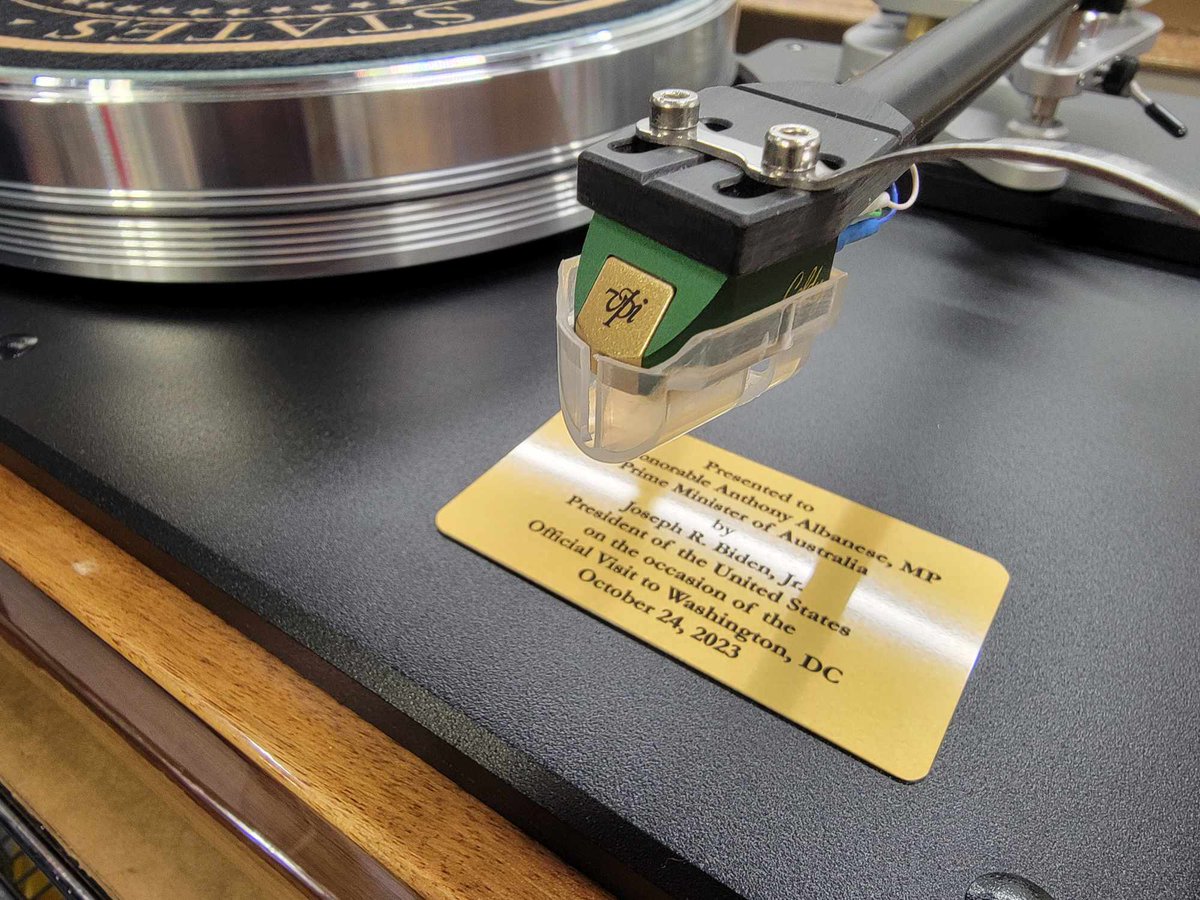 STATES
vpi
Presented to
onorable Anthony Albanese, MP
Prime Minister of Australia
by
Joseph R. Biden, Jr.
President of the United States
on the occasion of the
Official Visit to Washington, DC
October 24, 2023